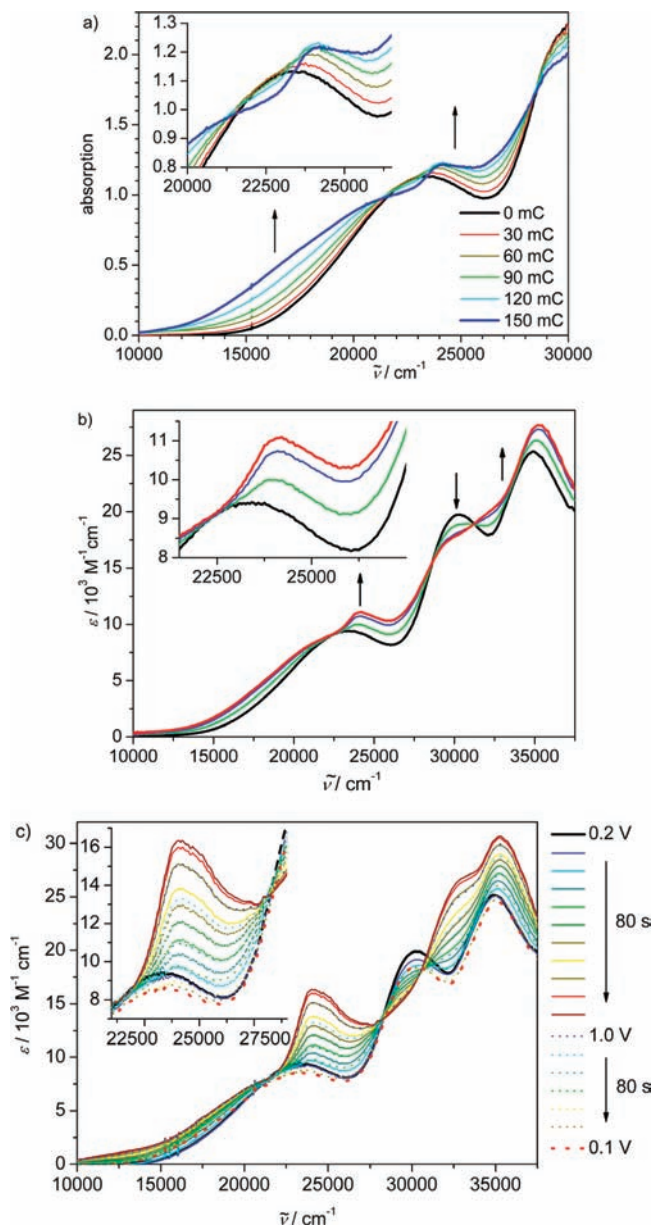 a)
2.0
1.5
1.0
0.5
0.0
absorption
1.3
1.2
1.1
1.0
0.9
0.8
20000 22500 25000
0 mC
30 mC
60 mC
90 mC
120 mC
150 mC
10000 15000 20000 25000 30000
ṽ / cm⁻¹
b)
25
20
15
10
5
0
ε / 10³ M⁻¹ cm⁻¹
11
10
9
8
22500 25000
10000 15000 20000 25000 30000 35000
ṽ / cm⁻¹
c)
30
25
20
15
10
5
0
ε / 10³ M⁻¹ cm⁻¹
16
14
12
10
8
22500 25000 27500
0.2 V
80 s
1.0 V
80 s
0.1 V
10000 15000 20000 25000 30000 35000
ṽ / cm⁻¹